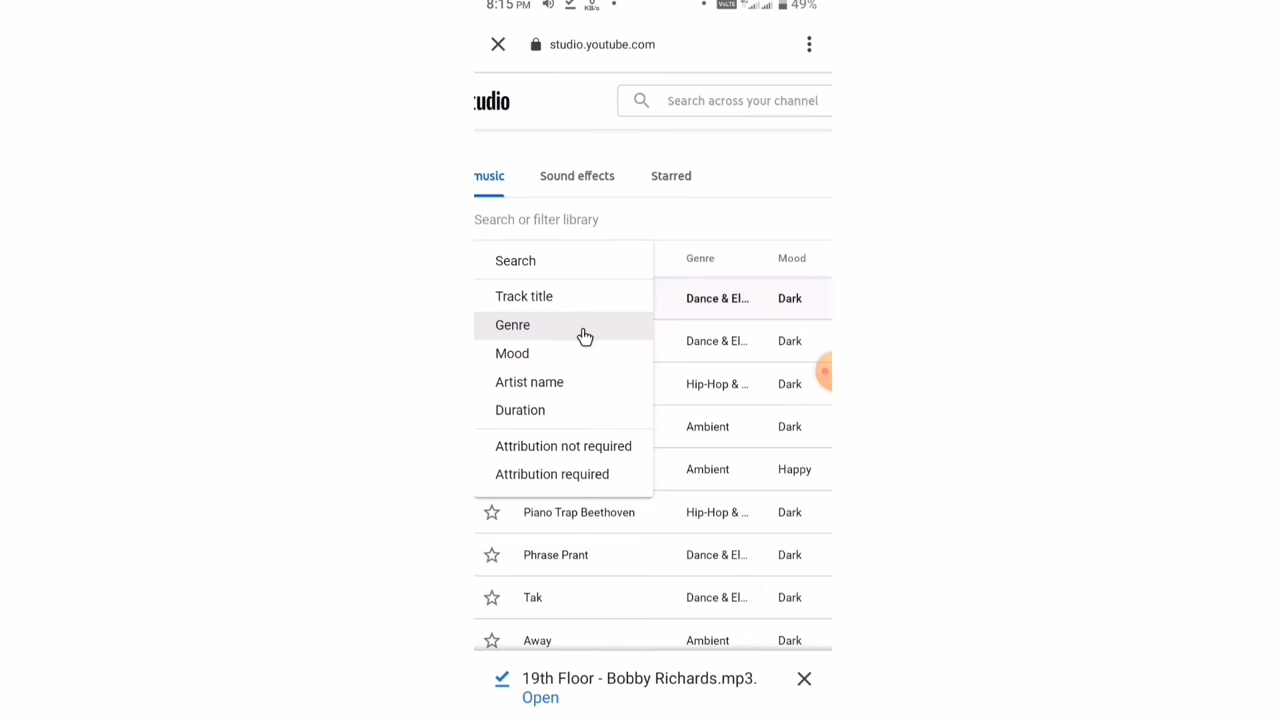 8:15 PM KB/s VoLTE 49%
studio.youtube.com
tudio
Search across your channel
music Sound effects Starred
Search or filter library
Search
Genre Mood
Track title
Dance & El... Dark
Genre
Dance & El... Dark
Mood
Artist name
Hip-Hop & ... Dark
Duration
Ambient Dark
Attribution not required
Ambient Happy
Attribution required
Piano Trap Beethoven Hip-Hop & ... Dark
Phrase Prant Dance & El... Dark
Tak Dance & El... Dark
Away Ambient Dark
19th Floor - Bobby Richards.mp3.
Open